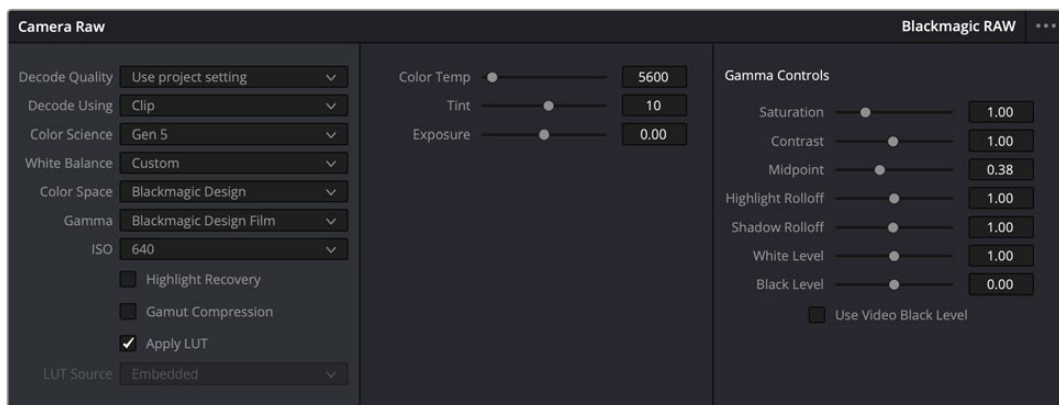 Camera Raw
Blackmagic RAW
Decode Quality Use project setting
Decode Using Clip
Color Science Gen 5
White Balance Custom
Color Space Blackmagic Design
Gamma Blackmagic Design Film
ISO 640
Highlight Recovery
Gamut Compression
Apply LUT
LUT Source Embedded
Color Temp 5600
Tint 10
Exposure 0.00
Gamma Controls
Saturation 1.00
Contrast 1.00
Midpoint 0.38
Highlight Rolloff 1.00
Shadow Rolloff 1.00
White Level 1.00
Black Level 0.00
Use Video Black Level